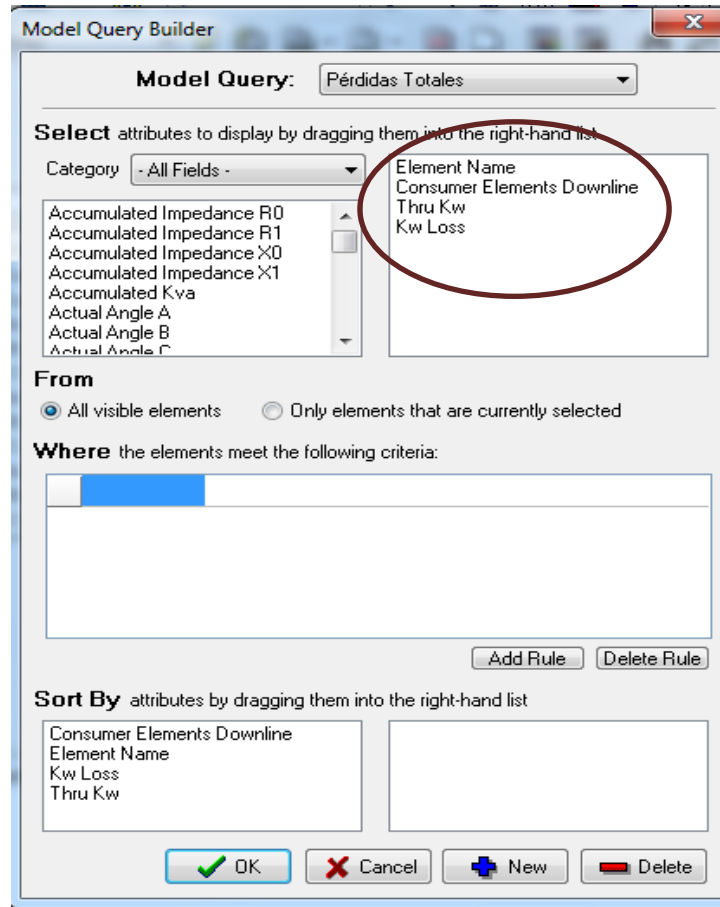 Model Query Builder
Model Query: Pérdidas Totales
Select attributes to display by dragging them into the right-hand list
Category - All Fields -
Accumulated Impedance R0
Accumulated Impedance R1
Accumulated Impedance X0
Accumulated Impedance X1
Accumulated Kva
Actual Angle A
Actual Angle B
Actual Angle C
Element Name
Consumer Elements Downline
Thru Kw
Kw Loss
From
All visible elements Only elements that are currently selected
Where the elements meet the following criteria:
Add Rule Delete Rule
Sort By attributes by dragging them into the right-hand list
Consumer Elements Downline
Element Name
Kw Loss
Thru Kw
OK Cancel New Delete